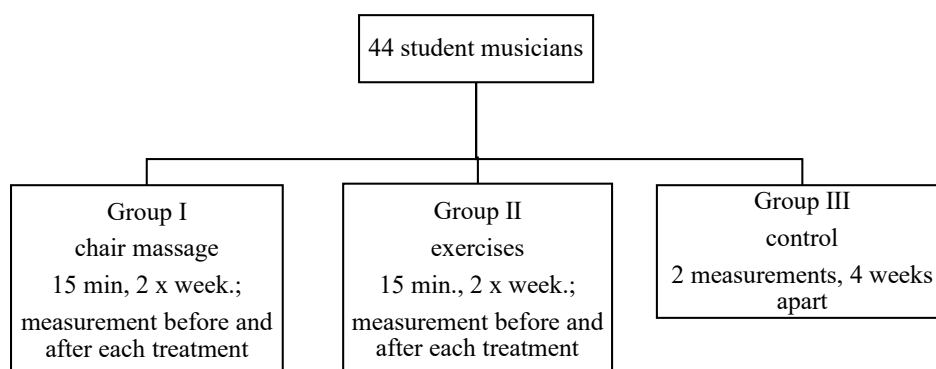 44 student musicians
Group I
chair massage
15 min, 2 x week.;
measurement before and
after each treatment
Group II
exercises
15 min., 2 x week.;
measurement before and
after each treatment
Group III
control
2 measurements, 4 weeks
apart